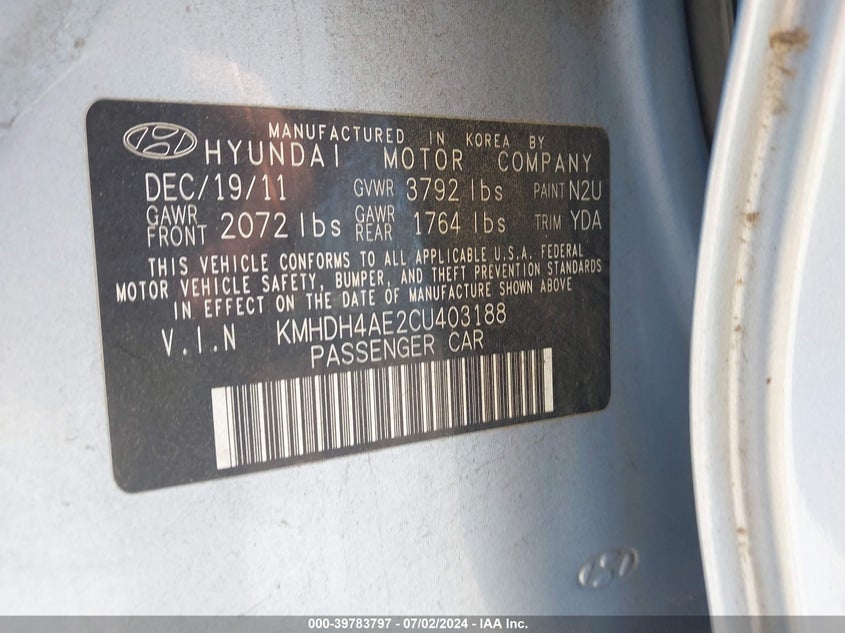 MANUFACTURED IN KOREA BY
HYUNDAI MOTOR COMPANY
DEC/19/11 GVWR 3792 lbs PAINT N2U
GAWR FRONT 2072 lbs GAWR REAR 1764 lbs TRIM YDA
THIS VEHICLE CONFORMS TO ALL APPLICABLE U.S.A. FEDERAL
MOTOR VEHICLE SAFETY, BUMPER, AND THEFT PREVENTION STANDARDS
IN EFFECT ON THE DATE OF MANUFACTURE SHOWN ABOVE
V.I.N KMHDH4AE2CU403188
PASSENGER CAR
000-39783797 - 07/02/2024 - IAA Inc.